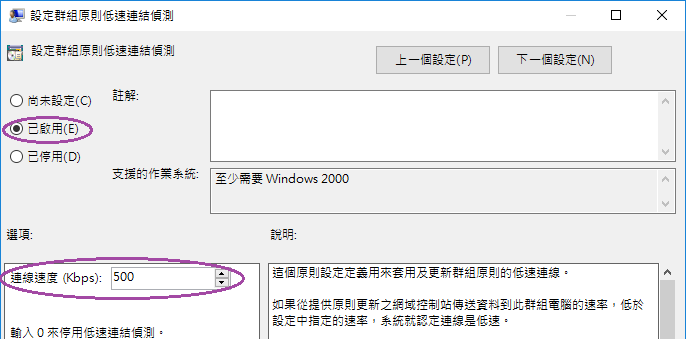 設定群組原則低速連結偵測
設定群組原則低速連結偵測
上一個設定(P)
下一個設定(N)
尚未設定(C)
註解:
已啟用(E)
已停用(D)
支援的作業系統:
至少需要 Windows 2000
選項:
說明:
連線速度 (Kbps):
500
輸入 0 來停用低速連結偵測。
這個原則設定定義用來套用及更新群組原則的低速連線。
如果從提供原則更新之網域控制站傳送資料到此群組電腦的速率，低於
設定中指定的速率，系統就認定連線是低速。